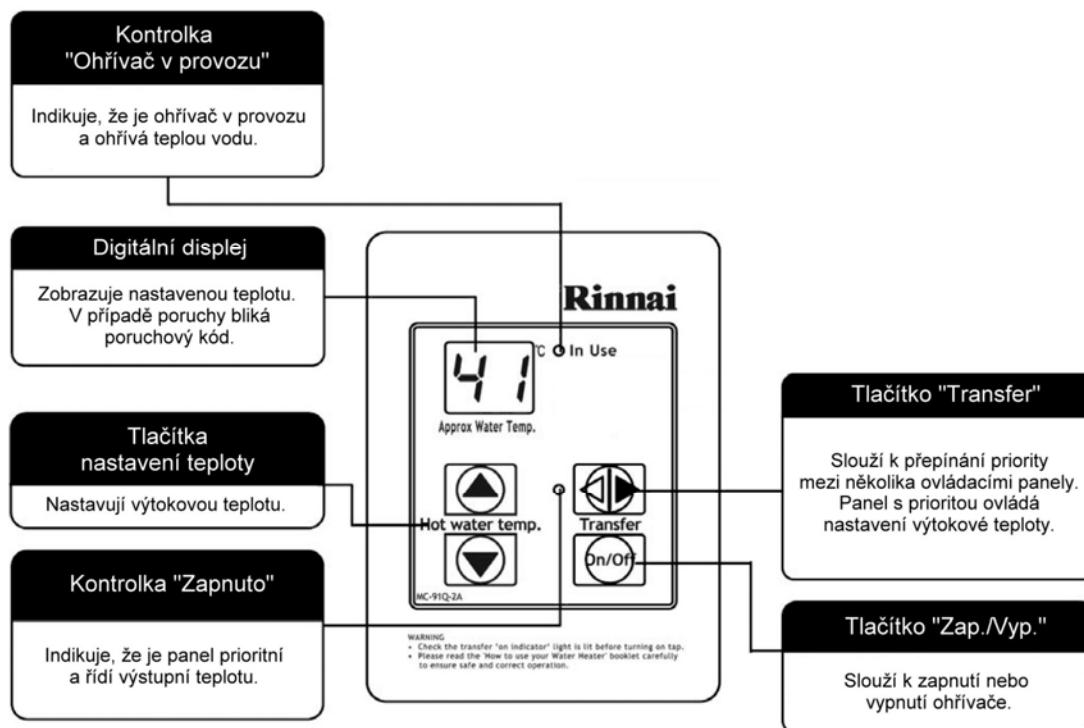 Kontrolka
"Ohřívač v provozu"
Indikuje, že je ohřívač v provozu
a ohřívá teplou vodu.
Digitální displej
Zobrazuje nastavenou teplotu.
V případě poruchy bliká
poruchový kód.
Tlačítka
nastavení teploty
Nastavují výtokovou teplotu.
Kontrolka "Zapnuto"
Indikuje, že je panel prioritní
a řídí výstupní teplotu.
Rinnai
41 °C In Use
Approx Water Temp.
Hot water temp.
Transfer
On/Off
MC-91Q-2A
WARNING
• Check the transfer 'on indicator' light is lit before turning on tap.
• Please read the 'How to use your Water Heater' booklet carefully
to ensure safe and correct operation.
Tlačítko "Transfer"
Slouží k přepínání priority
mezi několika ovládacími panely.
Panel s prioritou ovládá
nastavení výtokové teploty.
Tlačítko "Zap./Vyp."
Slouží k zapnutí nebo
vypnutí ohřívače.